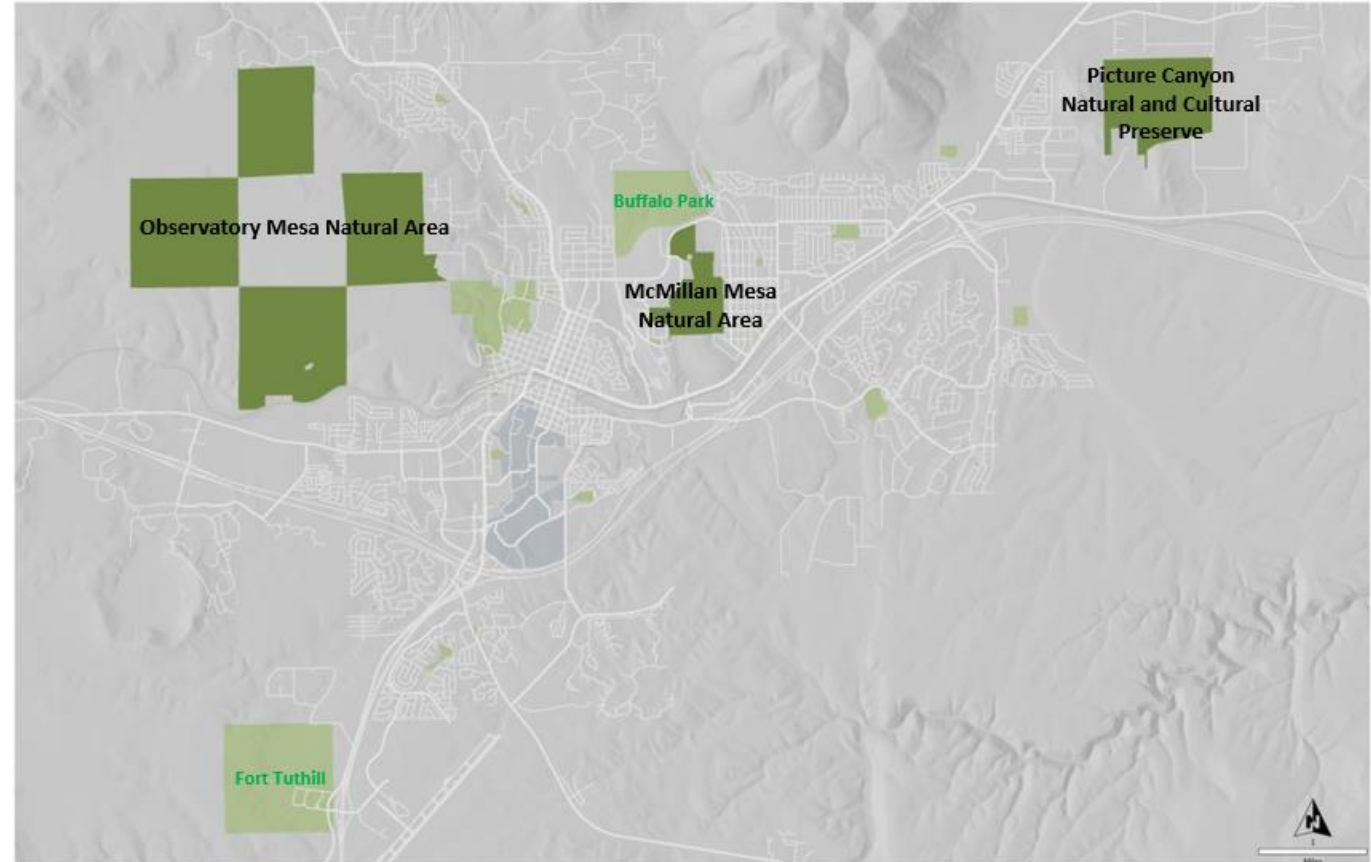 Picture Canyon
Natural and Cultural
Preserve
Buffalo Park
Observatory Mesa Natural Area
McMillan Mesa
Natural Area
Fort Tuthill
N